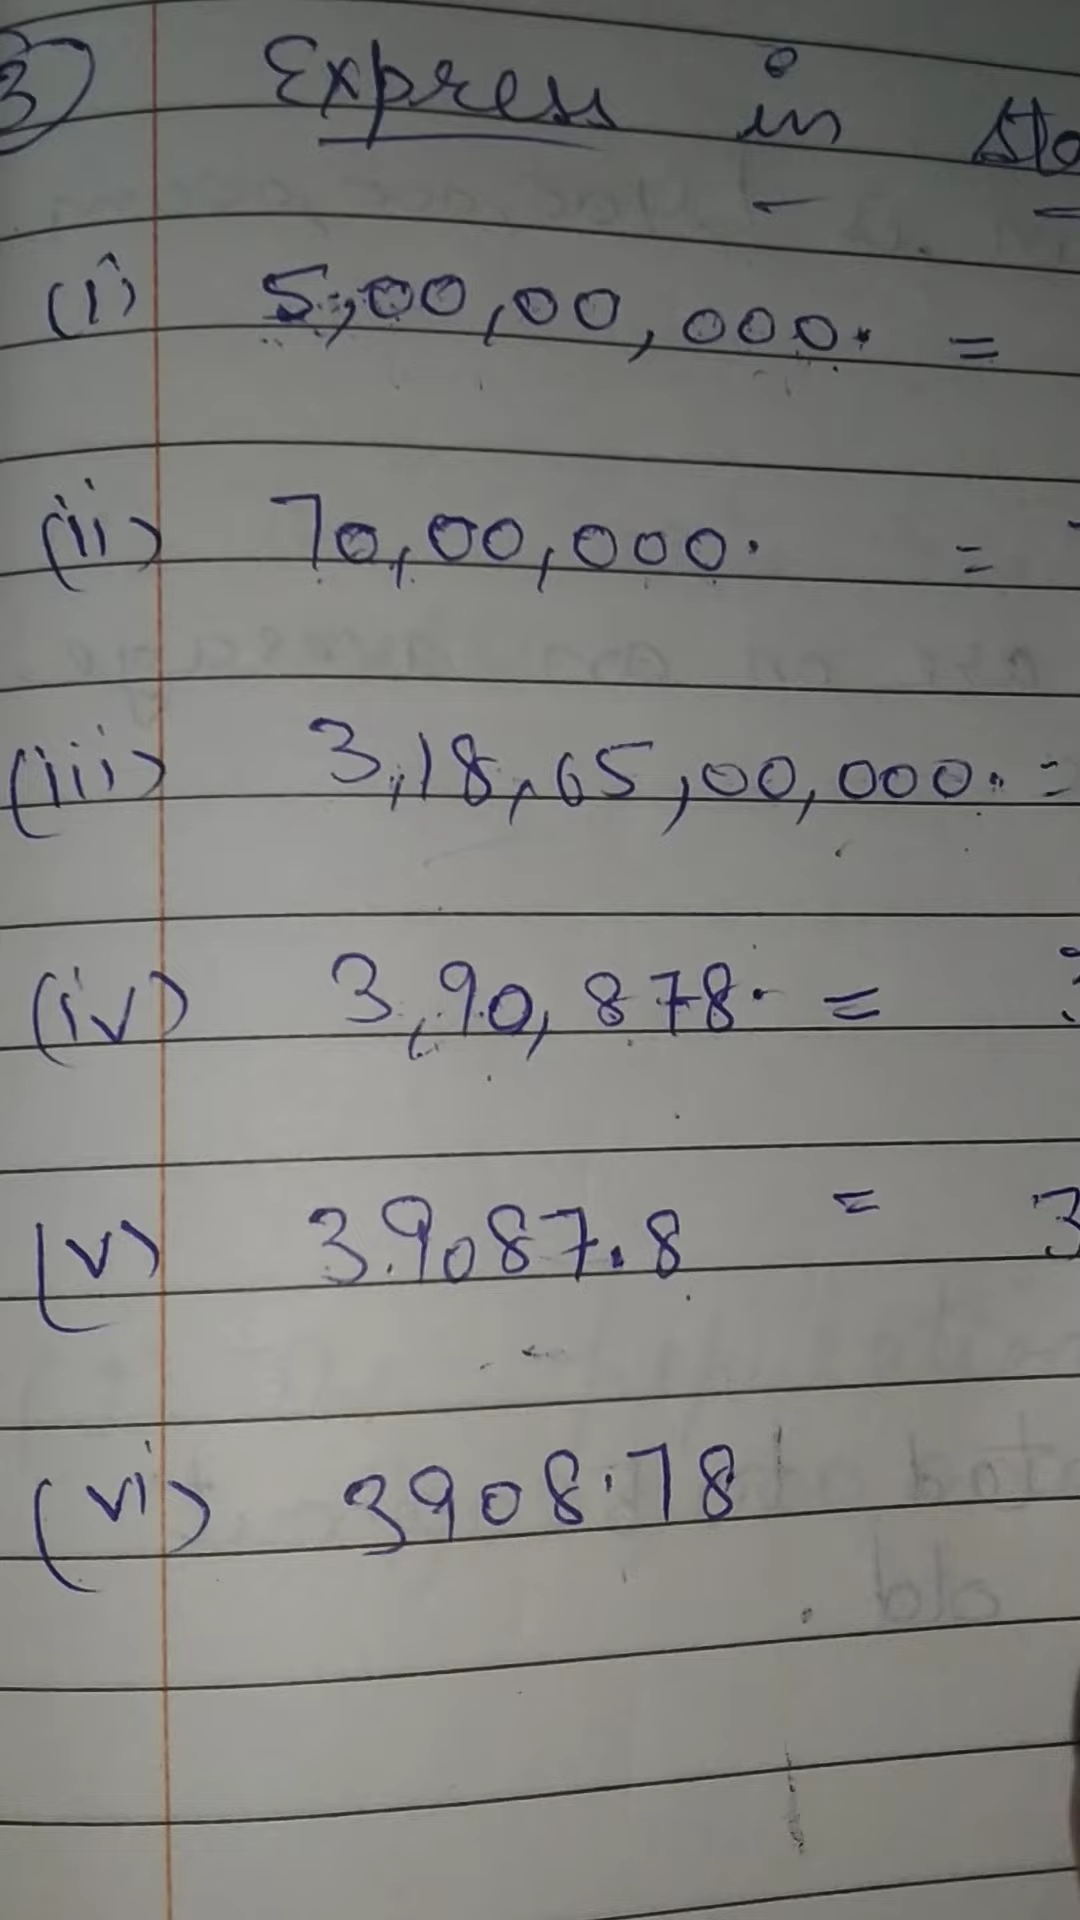 3) Express in
(i) 5,00,00,000. =
(ii) 70,00,000. =
(iii) 3,18,65,00,000. =
(iv) 3,90,878. =
(v) 39087.8 = 3
(vi) 3908.78